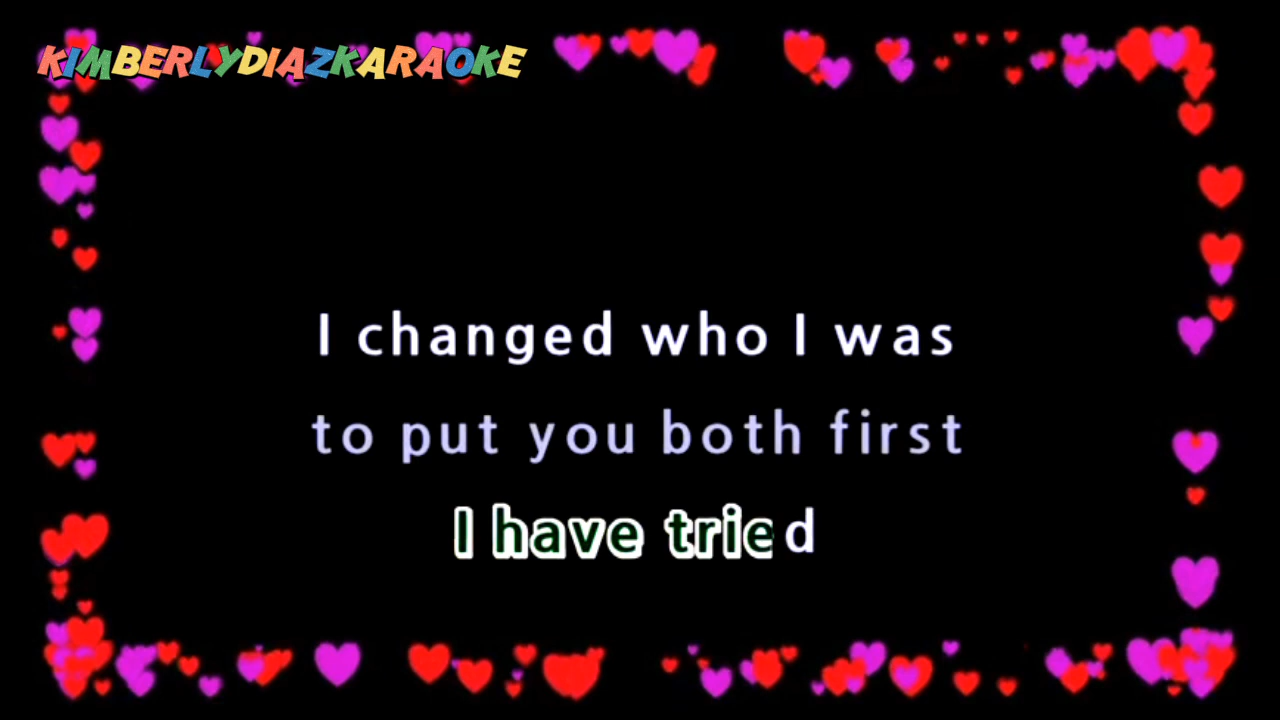 KIMBERLYDIAZKARAOKE
I changed who I was
to put you both first
I have tried